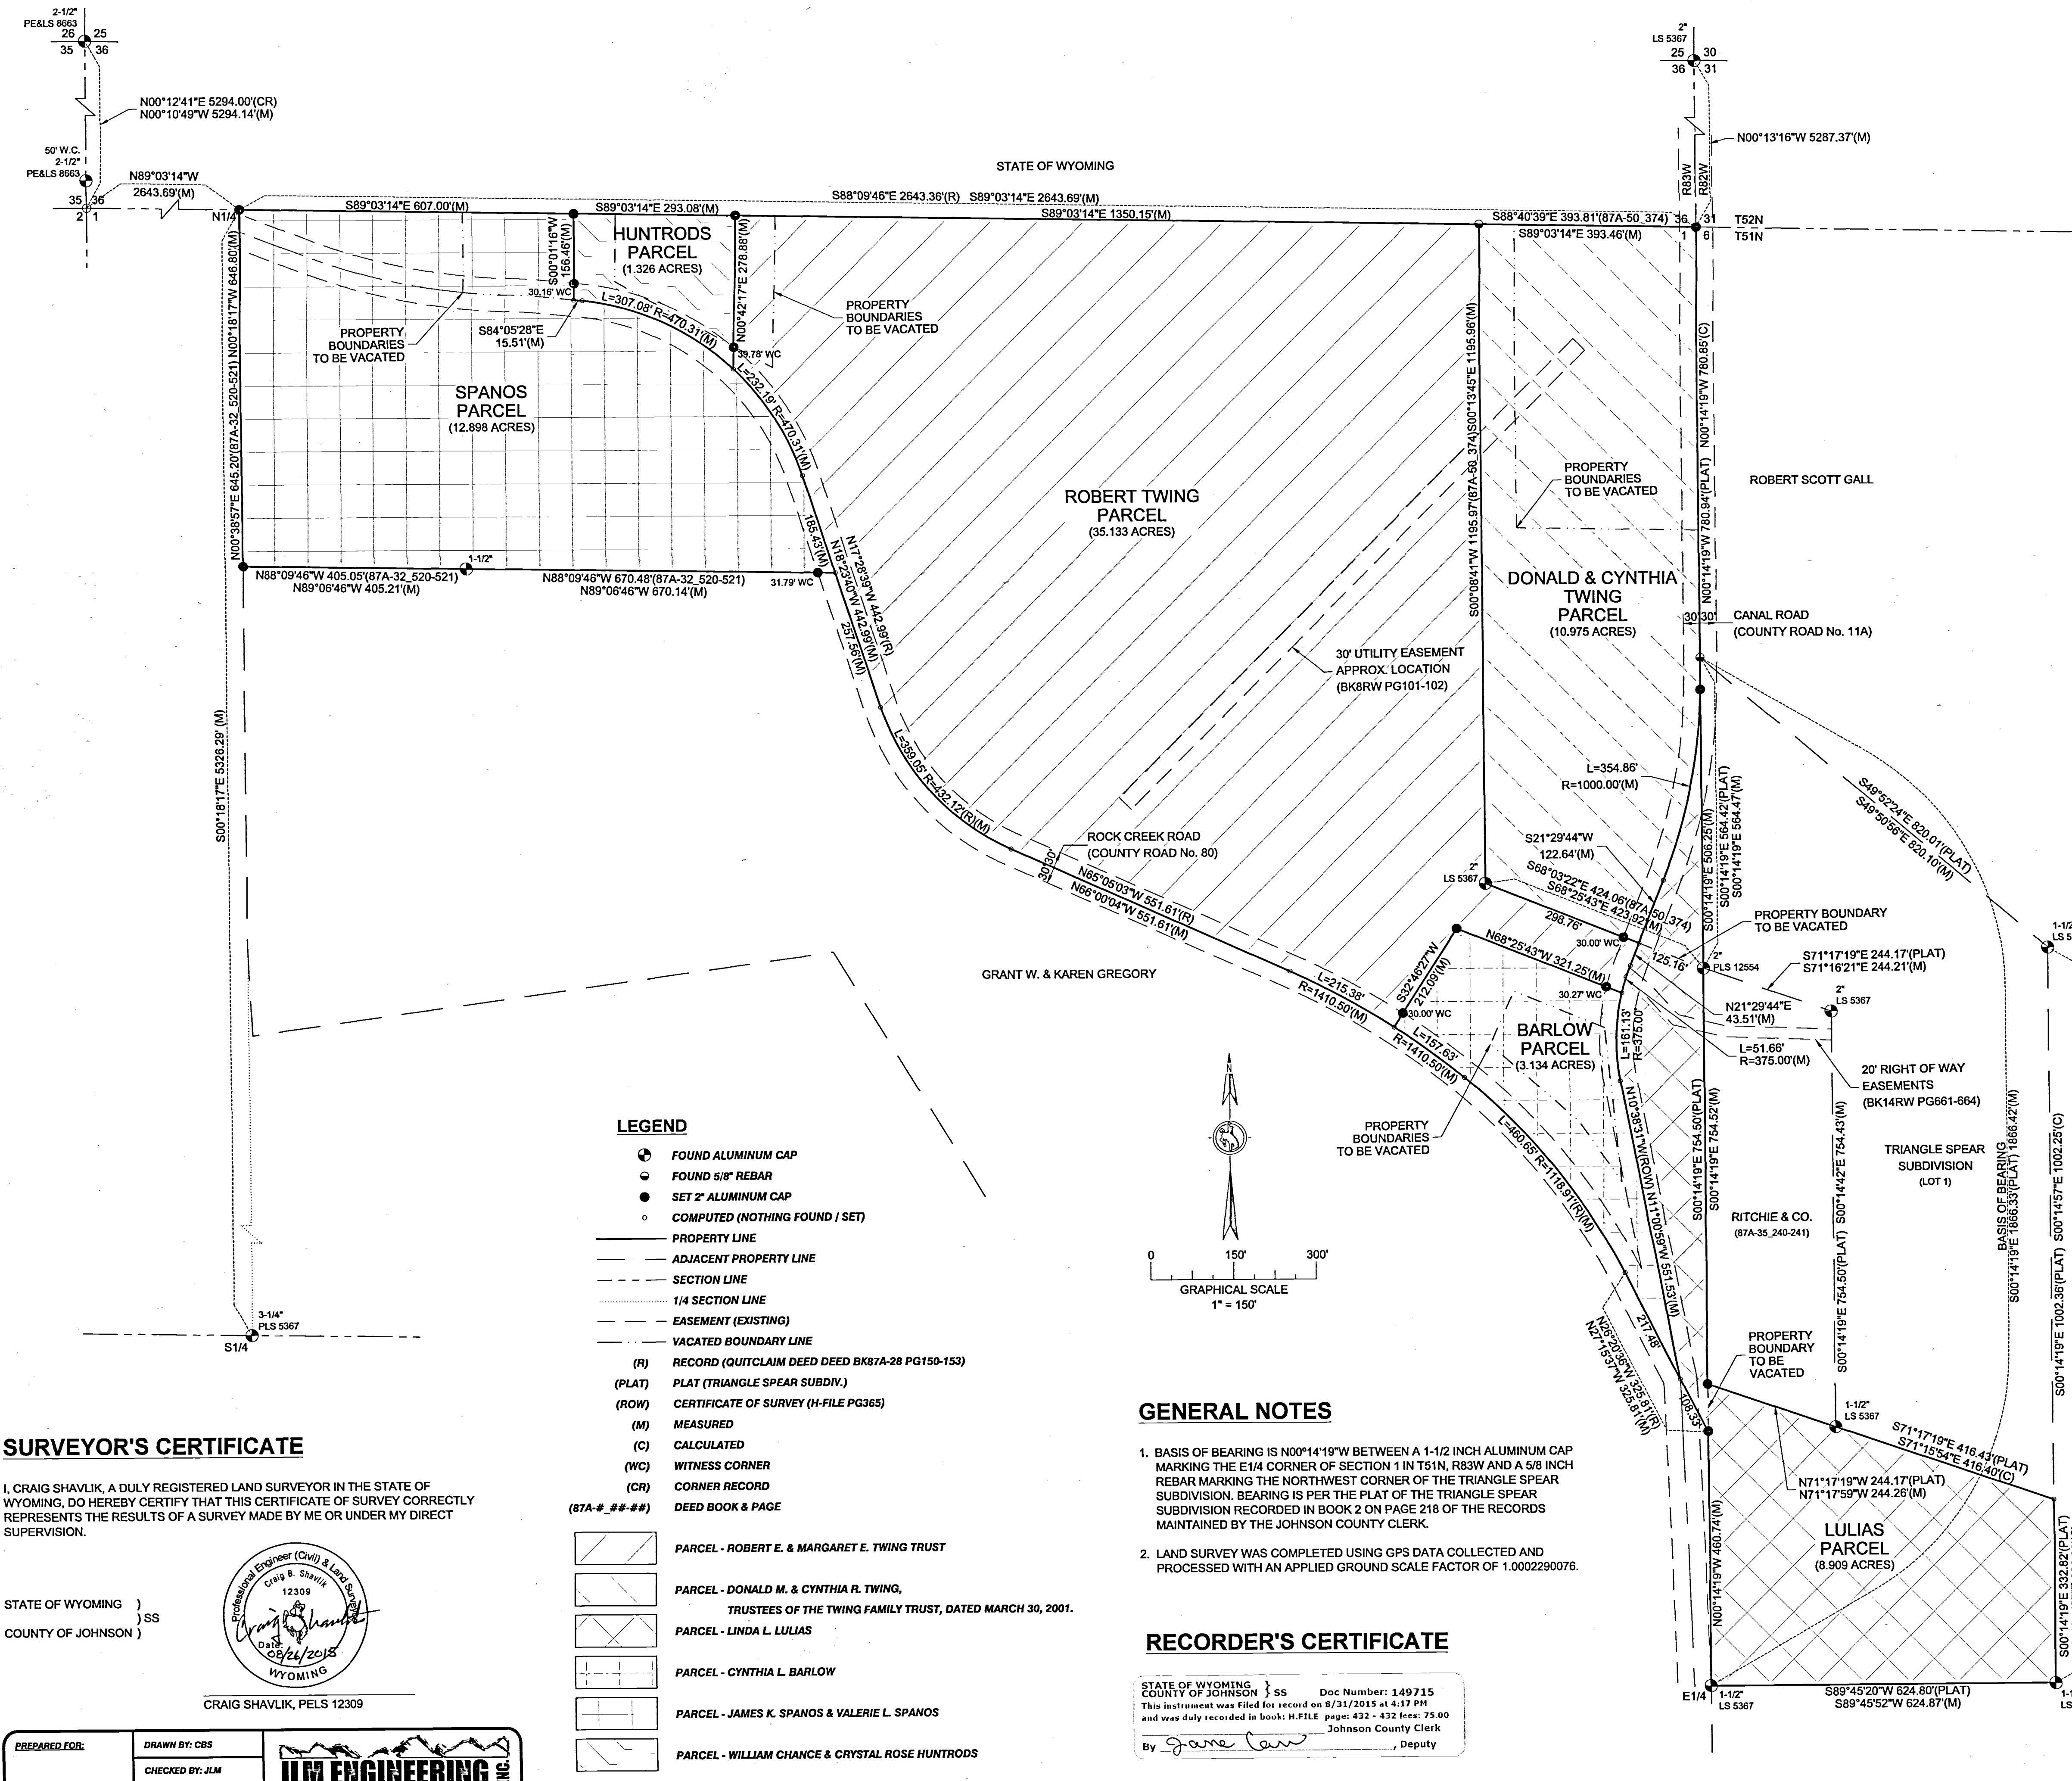 2-1/2"
PE&LS 8663
26 25
35 36
N00°12'41"E 5294.00'(CR)
N00°10'49"W 5294.14'(M)
50' W.C.
2-1/2"
PE&LS 8663
35 36
2 1
N89°03'14"W
2643.69'(M)
N1/4
STATE OF WYOMING
S88°09'46"E 2643.36'(R) S89°03'14"E 2643.69'(M)
S89°03'14"E 607.00'(M)
S89°03'14"E 293.08'(M)
S89°03'14"E 1350.15'(M)
S88°40'39"E 393.81'(87A-50_374)
S89°03'14"E 393.46'(M)
2"
LS 5367
25 30
36 31
N00°13'16"W 5287.37'(M)
R83W
R82W
36 31
1 6
T52N
T51N
HUNTRODS
PARCEL
(1.326 ACRES)
S00°01'16"W
156.46'(M)
30.16' WC
L=307.08' R=470.31'(M)
N00°42'17"E 278.88'(M)
39.78' WC
S84°05'28"E
15.51'(M)
PROPERTY
BOUNDARIES
TO BE VACATED
PROPERTY
BOUNDARIES
TO BE VACATED
SPANOS
PARCEL
(12.898 ACRES)
N00°38'57"E 645.20'(87A-32_520-521) N00°18'17"W 646.80'(M)
L=232.19' R=470.31'(M)
185.43'(M)
N17°28'39"W 442.99'(R)
N18°23'40"W 442.99'(M)
257.56'(M)
1-1/2"
N88°09'46"W 405.05'(87A-32_520-521)
N89°06'46"W 405.21'(M)
N88°09'46"W 670.48'(87A-32_520-521)
N89°06'46"W 670.14'(M)
31.79' WC
S00°18'17"E 5326.29' (M)
ROBERT TWING
PARCEL
(35.133 ACRES)
S00°08'41"W 1195.97'(87A-50_374) S00°13'45"E 1195.96'(M)
30' UTILITY EASEMENT
APPROX. LOCATION
(BK8RW PG101-102)
PROPERTY
BOUNDARIES
TO BE VACATED
DONALD & CYNTHIA
TWING
PARCEL
(10.975 ACRES)
N00°14'19"W 780.94'(PLAT) N00°14'19"W 780.85'(C)
ROBERT SCOTT GALL
30' 30'
CANAL ROAD
(COUNTY ROAD No. 11A)
L=359.05' R=432.12'(R)(M)
ROCK CREEK ROAD
(COUNTY ROAD No. 80)
30' 30'
N65°05'03"W 551.61'(R)
N66°00'04"W 551.61'(M)
GRANT W. & KAREN GREGORY
L=354.86'
R=1000.00'(M)
S21°29'44"W
122.64'(M)
S00°14'19"E 506.25'(M)
S00°14'19"E 564.42'(PLAT)
S00°14'19"E 564.47'(M)
S49°52'24"E 820.01'(PLAT)
S49°50'56"E 820.10'(M)
2"
LS 5367
S68°03'22"E 424.06'(87A-50_374)
S68°25'43"E 423.92'(M)
298.76'
30.00' WC
125.16'
2"
PLS 12554
PROPERTY BOUNDARY
TO BE VACATED
S71°17'19"E 244.17'(PLAT)
S71°16'21"E 244.21'(M)
2"
LS 5367
1-1/2"
N68°25'43"W 321.25'(M)
30.27' WC
S32°46'27"W
212.09'(M)
30.00' WC
L=215.38'
R=1410.50'(M)
L=157.63'
R=1410.50'(M)
BARLOW
PARCEL
(3.134 ACRES)
L=161.13'
R=375.00'
N21°29'44"E
43.51'(M)
L=51.66'
R=375.00'(M)
20' RIGHT OF WAY
EASEMENTS
(BK14RW PG661-664)
PROPERTY
BOUNDARIES
TO BE VACATED
L=460.65' R=1118.91'(R)(M)
N10°38'31"W(ROW) N11°00'59"W 551.53'(M)
S00°14'19"E 754.50'(PLAT)
S00°14'19"E 754.52'(M)
S00°14'19"E 754.50'(PLAT) S00°14'42"E 754.43'(M)
TRIANGLE SPEAR
SUBDIVISION
(LOT 1)
BASIS OF BEARING
S00°14'19"E 1866.33'(PLAT) 1866.42'(M)
S00°14'19"E 1002.36'(PLAT) S00°14'57"E 1002.25'(C)
RITCHIE & CO.
(87A-35_240-241)
N
0 150' 300'
GRAPHICAL SCALE
1" = 150'
N26°20'36"W 325.81'(R)
N27°15'37"W 325.81'(M)
217.48'
108.33'
PROPERTY
BOUNDARY
TO BE
VACATED
1-1/2"
LS 5367
S71°17'19"E 416.43'(PLAT)
S71°15'54"E 416.40'(C)
N71°17'19"W 244.17'(PLAT)
N71°17'59"W 244.26'(M)
LULIAS
PARCEL
(8.909 ACRES)
N00°14'19"W 460.74'(M)
S00°14'19"E 332.82'(PLAT)
E1/4
1-1/2"
LS 5367
S89°45'20"W 624.80'(PLAT)
S89°45'52"W 624.87'(M)
3-1/4"
PLS 5367
S1/4
LEGEND
FOUND ALUMINUM CAP
FOUND 5/8" REBAR
SET 2" ALUMINUM CAP
COMPUTED (NOTHING FOUND / SET)
PROPERTY LINE
ADJACENT PROPERTY LINE
SECTION LINE
1/4 SECTION LINE
EASEMENT (EXISTING)
VACATED BOUNDARY LINE
(R) RECORD (QUITCLAIM DEED DEED BK87A-28 PG150-153)
(PLAT) PLAT (TRIANGLE SPEAR SUBDIV.)
(ROW) CERTIFICATE OF SURVEY (H-FILE PG365)
(M) MEASURED
(C) CALCULATED
(WC) WITNESS CORNER
(CR) CORNER RECORD
(87A-#_##-##) DEED BOOK & PAGE
PARCEL - ROBERT E. & MARGARET E. TWING TRUST
PARCEL - DONALD M. & CYNTHIA R. TWING,
TRUSTEES OF THE TWING FAMILY TRUST, DATED MARCH 30, 2001.
PARCEL - LINDA L. LULIAS
PARCEL - CYNTHIA L. BARLOW
PARCEL - JAMES K. SPANOS & VALERIE L. SPANOS
PARCEL - WILLIAM CHANCE & CRYSTAL ROSE HUNTRODS
GENERAL NOTES
1. BASIS OF BEARING IS N00°14'19"W BETWEEN A 1-1/2 INCH ALUMINUM CAP
MARKING THE E1/4 CORNER OF SECTION 1 IN T51N, R83W AND A 5/8 INCH
REBAR MARKING THE NORTHWEST CORNER OF THE TRIANGLE SPEAR
SUBDIVISION. BEARING IS PER THE PLAT OF THE TRIANGLE SPEAR
SUBDIVISION RECORDED IN BOOK 2 ON PAGE 218 OF THE RECORDS
MAINTAINED BY THE JOHNSON COUNTY CLERK.
2. LAND SURVEY WAS COMPLETED USING GPS DATA COLLECTED AND
PROCESSED WITH AN APPLIED GROUND SCALE FACTOR OF 1.0002290076.
RECORDER'S CERTIFICATE
STATE OF WYOMING } SS Doc Number: 149715
COUNTY OF JOHNSON
This instrument was Filed for record on 8/31/2015 at 4:17 PM
and was duly recorded in book: H.FILE page: 432 - 432 fees: 75.00
Johnson County Clerk
By , Deputy
SURVEYOR'S CERTIFICATE
I, CRAIG SHAVLIK, A DULY REGISTERED LAND SURVEYOR IN THE STATE OF
WYOMING, DO HEREBY CERTIFY THAT THIS CERTIFICATE OF SURVEY CORRECTLY
REPRESENTS THE RESULTS OF A SURVEY MADE BY ME OR UNDER MY DIRECT
SUPERVISION.
STATE OF WYOMING )
) SS
COUNTY OF JOHNSON )
Professional Engineer (Civil) & Land Surveyor
Craig B. Shavlik
12309
Craig Shavlik
Date:
08/26/2015
WYOMING
CRAIG SHAVLIK, PELS 12309
PREPARED FOR:
DRAWN BY: CBS
CHECKED BY: JLM
JLM ENGINEERING INC.